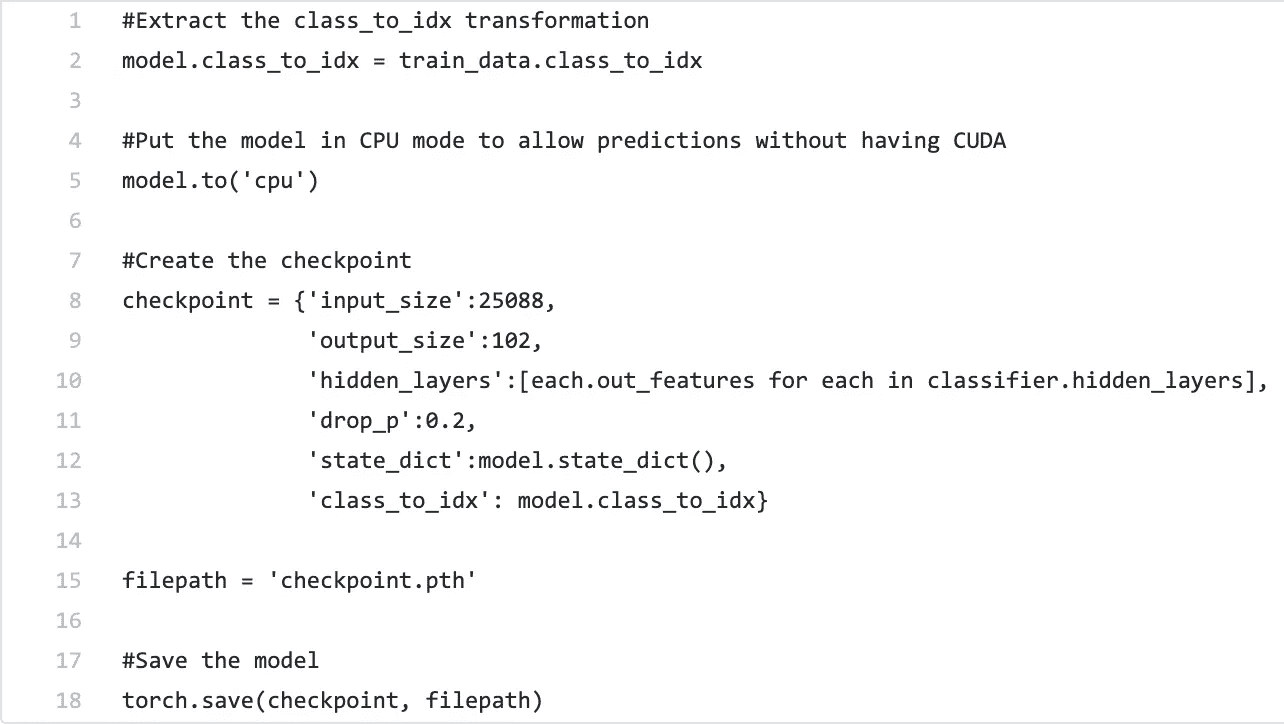 1 #Extract the class_to_idx transformation
2 model.class_to_idx = train_data.class_to_idx
3
4 #Put the model in CPU mode to allow predictions without having CUDA
5 model.to('cpu')
6
7 #Create the checkpoint
8 checkpoint = {'input_size':25088,
9               'output_size':102,
10               'hidden_layers':[each.out_features for each in classifier.hidden_layers],
11               'drop_p':0.2,
12               'state_dict':model.state_dict(),
13               'class_to_idx': model.class_to_idx}
14
15 filepath = 'checkpoint.pth'
16
17 #Save the model
18 torch.save(checkpoint, filepath)